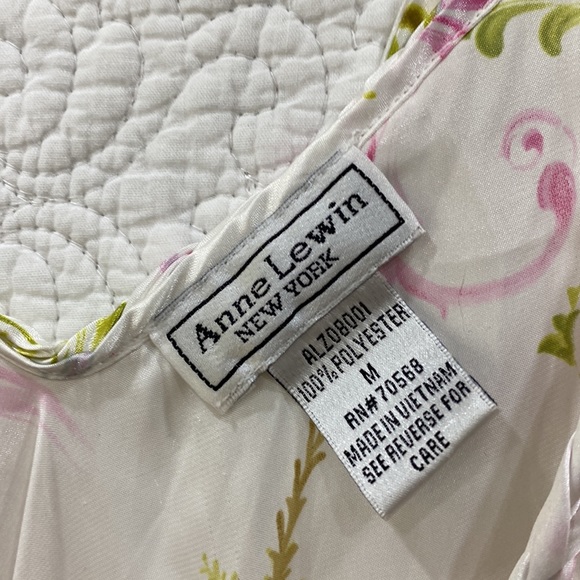 Anne Lewin
NEW YORK
ALZ08001
100% POLYESTER
M
RN#70568
MADE IN VIETNAM
SEE REVERSE FOR
CARE